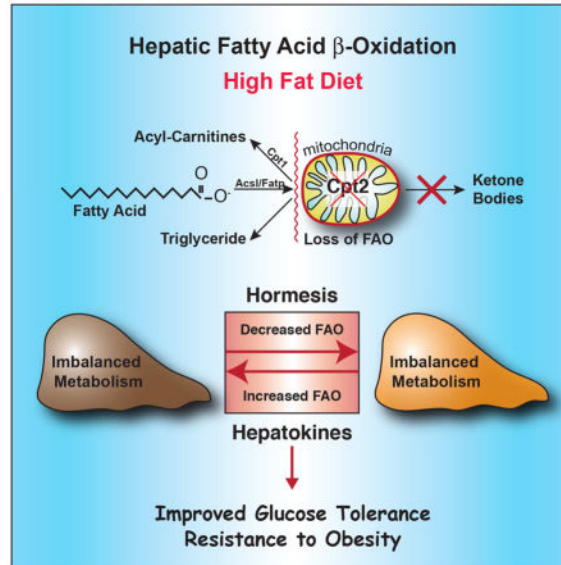 Hepatic Fatty Acid β-Oxidation
High Fat Diet
Acyl-Carnitines
Cpt1
mitochondria
Cpt2
O
O-
Acsl/Fatp
Fatty Acid
Ketone
Bodies
Triglyceride
Loss of FAO
Hormesis
Decreased FAO
Imbalanced
Metabolism
Imbalanced
Metabolism
Increased FAO
Hepatokines
Improved Glucose Tolerance
Resistance to Obesity